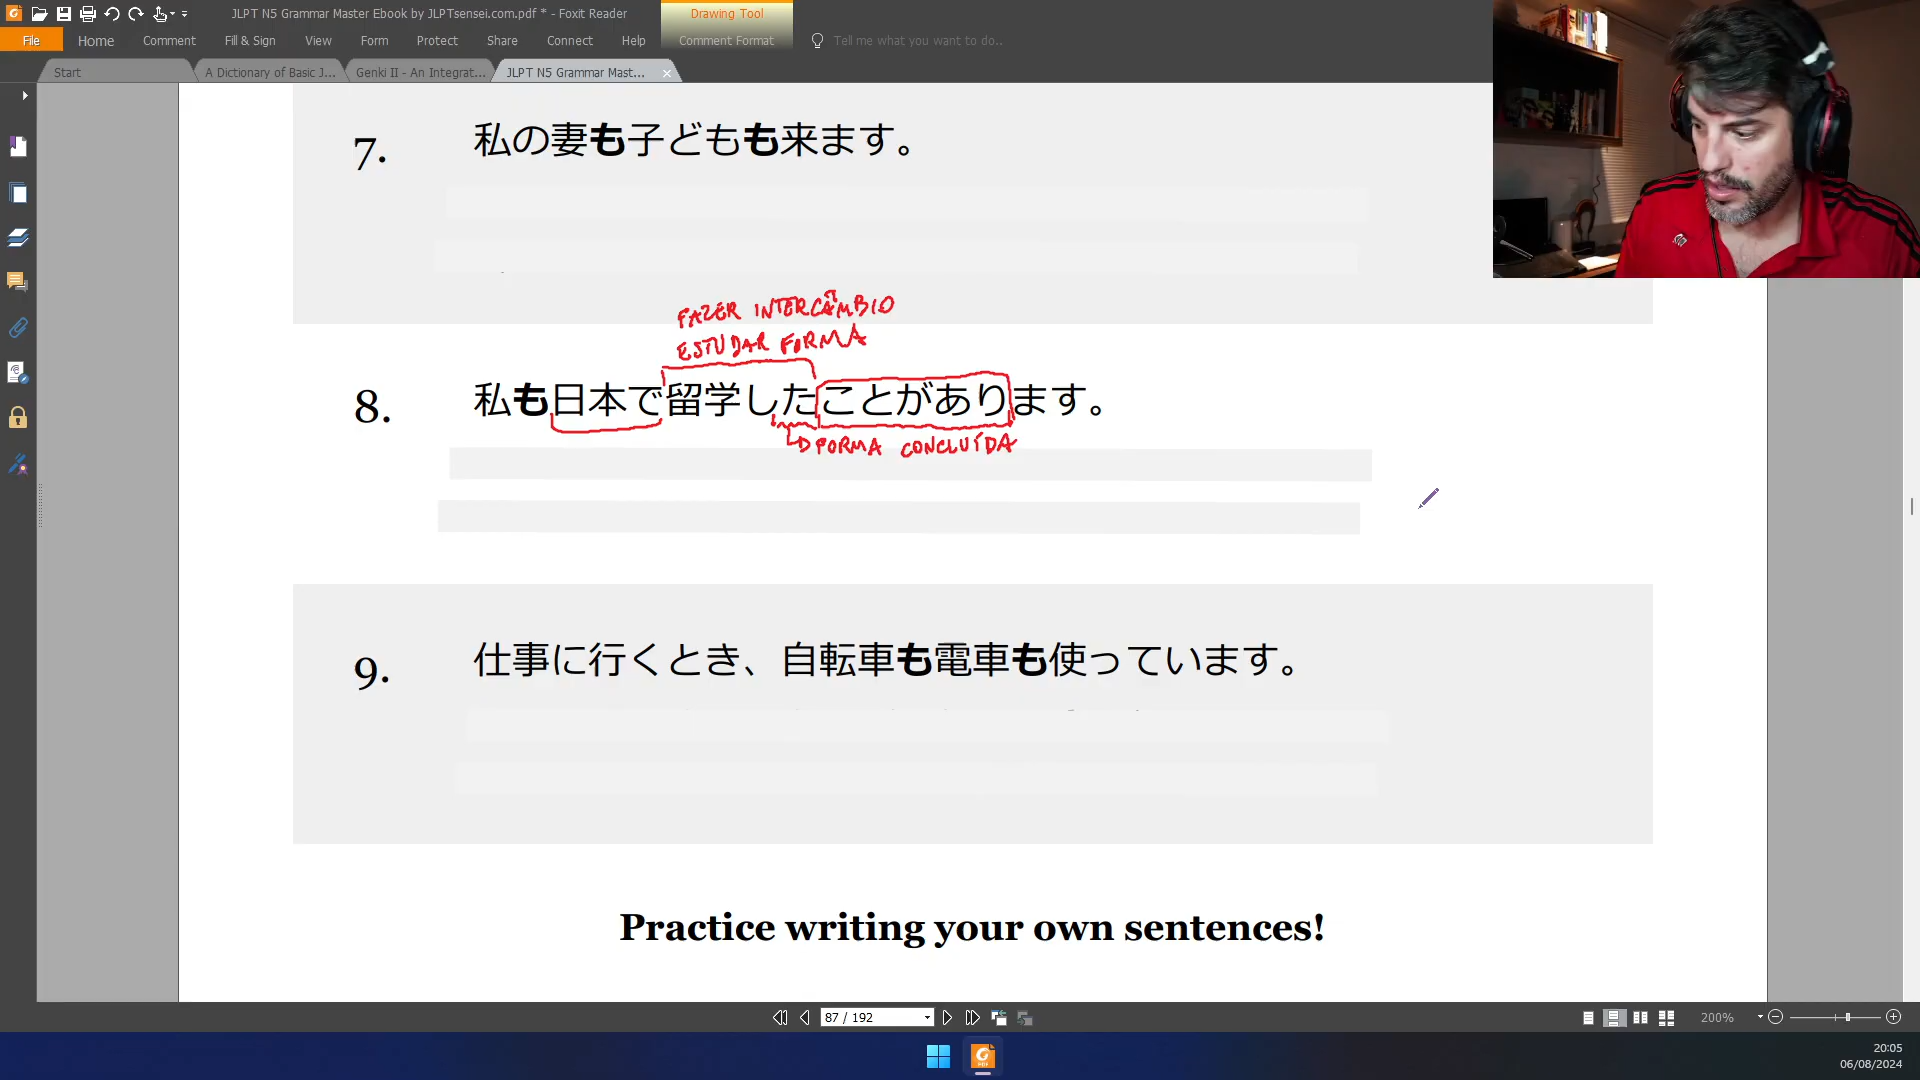 JLPT N5 Grammar Master Ebook by JLPTsensei.com.pdf * - Foxit Reader
Drawing Tool
File Home Comment Fill & Sign View Form Protect Share Connect Help Comment Format Tell me what you want to do..
Start A Dictionary of Basic J... Genki II - An Integrat... JLPT N5 Grammar Mast...
7. 私の妻も子どもも来ます。
FAZER INTERCÂMBIO
ESTUDAR FORMA
8. 私も日本で留学したことがあります。
FORMA CONCLUÍDA
9. 仕事に行くとき、自転車も電車も使っています。
Practice writing your own sentences!
87 / 192
200%
20:05
06/08/2024